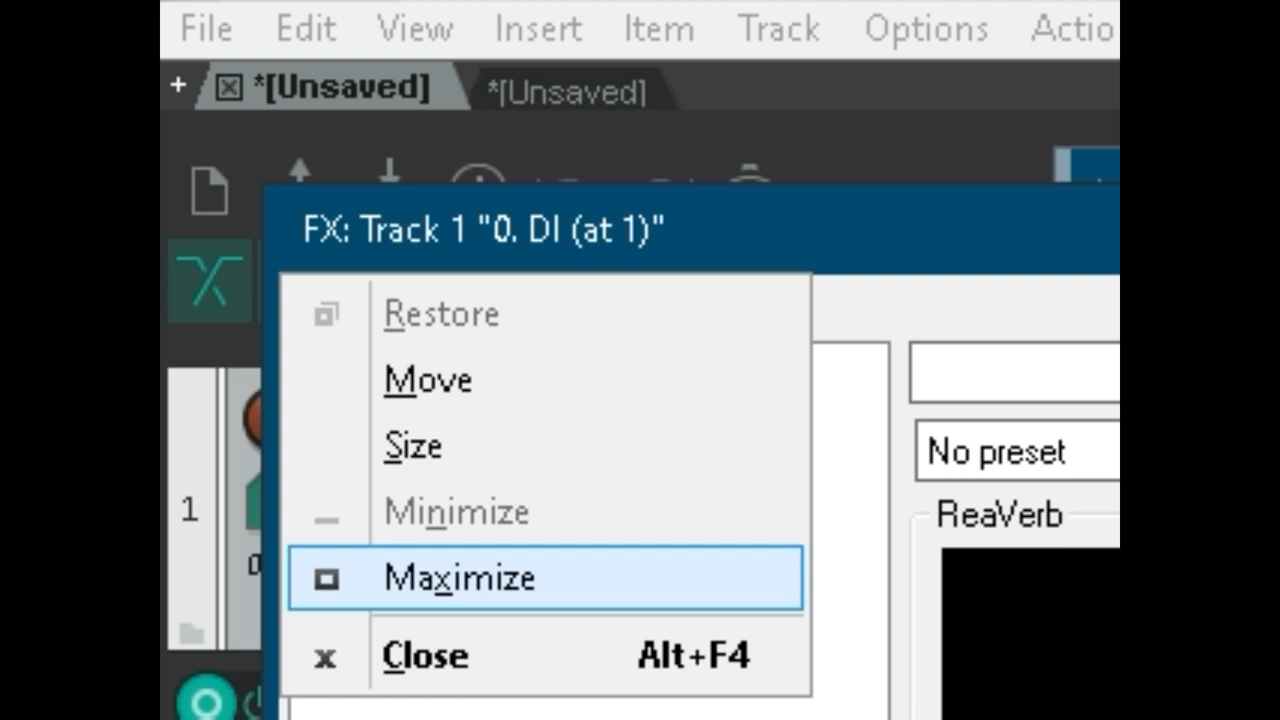 File Edit View Insert Item Track Options Actio
+ *[Unsaved] *[Unsaved]
FX: Track 1 "0. DI (at 1)"
Restore
Move
Size
No preset
1
Minimize
ReaVerb
Maximize
0
Close Alt+F4